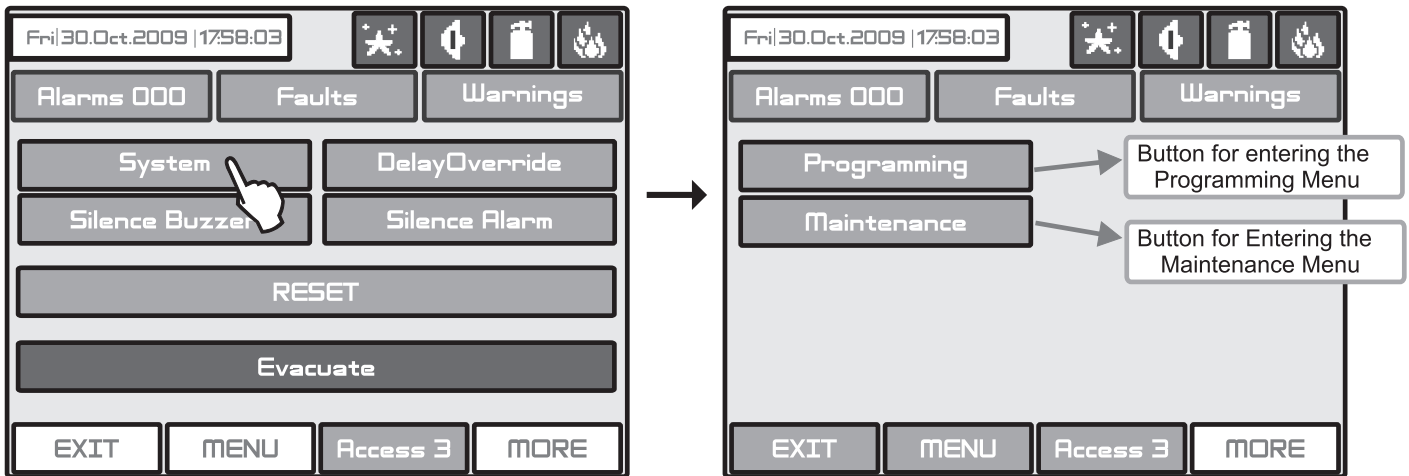 Fri|30.Oct.2009 |17:58:03
Alarms 000
Faults
Warnings
System
DelayOverride
Silence Buzzer
Silence Alarm
RESET
Evacuate
EXIT
MENU
Access 3
MORE
Fri|30.Oct.2009 |17:58:03
Alarms 000
Faults
Warnings
Programming
Button for entering the
Programming Menu
Maintenance
Button for Entering the
Maintenance Menu
EXIT
MENU
Access 3
MORE